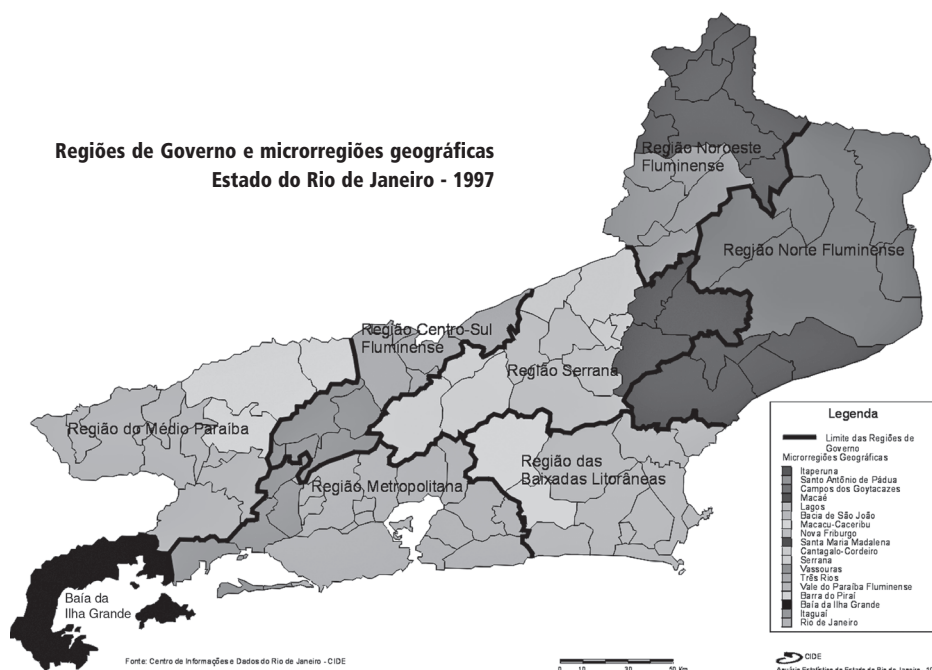 Regiões de Governo e microrregiões geográficas
Estado do Rio de Janeiro - 1997
Região Noroeste
Fluminense
Região Norte Fluminense
Região Centro-Sul
Fluminense
Região Serrana
Região do Médio Paraíba
Região das
Baixadas Litorâneas
Região Metropolitana
Baía da
Ilha Grande
Legenda
Limite das Regiões de
Governo
Microrregiões Geográficas
Itaperuna
Santo Antônio de Pádua
Campos dos Goytacazes
Macaé
Lagos
Bacia de São João
Macacu-Caceribu
Nova Friburgo
Santa Maria Madalena
Cantagalo-Cordeiro
Serrana
Vassouras
Três Rios
Vale do Paraíba Fluminense
Barra do Piraí
Baía da Ilha Grande
Itaguaí
Rio de Janeiro
Fonte: Centro de Informações e Dados do Rio de Janeiro - CIDE
0 10 30 50 Km
CIDE